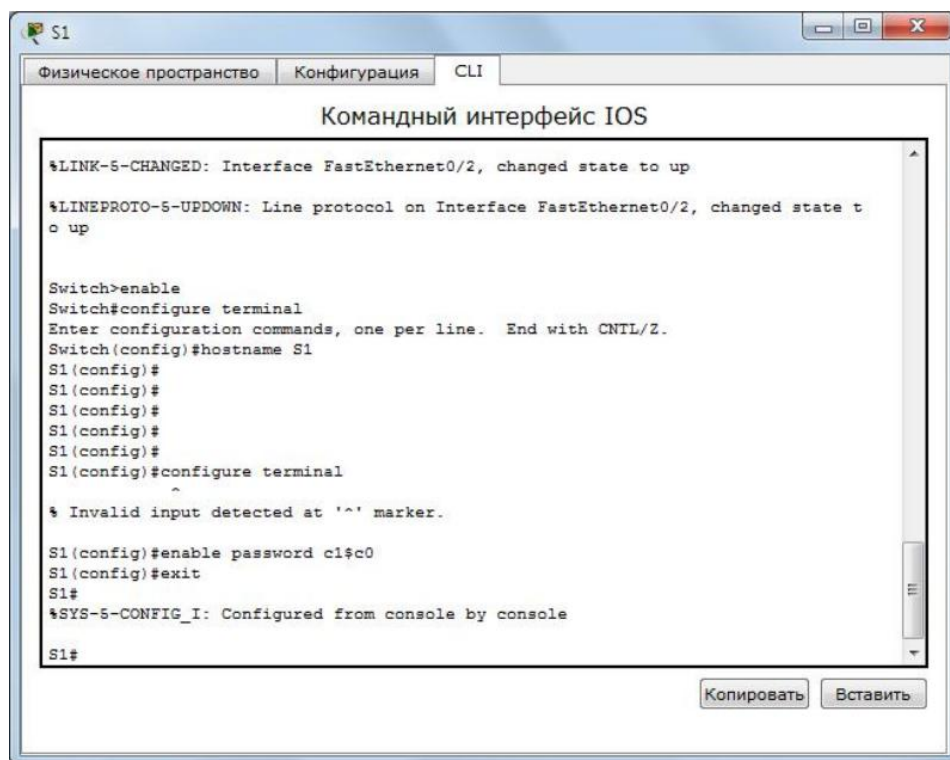 S1
Физическое пространство Конфигурация CLI
Командный интерфейс IOS
%LINK-5-CHANGED: Interface FastEthernet0/2, changed state to up
%LINEPROTO-5-UPDOWN: Line protocol on Interface FastEthernet0/2, changed state t
o up
Switch>enable
Switch#configure terminal
Enter configuration commands, one per line.  End with CNTL/Z.
Switch(config)#hostname S1
S1(config)#
S1(config)#
S1(config)#
S1(config)#
S1(config)#
S1(config)#configure terminal
^
% Invalid input detected at '^' marker.
S1(config)#enable password c1$c0
S1(config)#exit
S1#
%SYS-5-CONFIG_I: Configured from console by console
S1#
Копировать Вставить